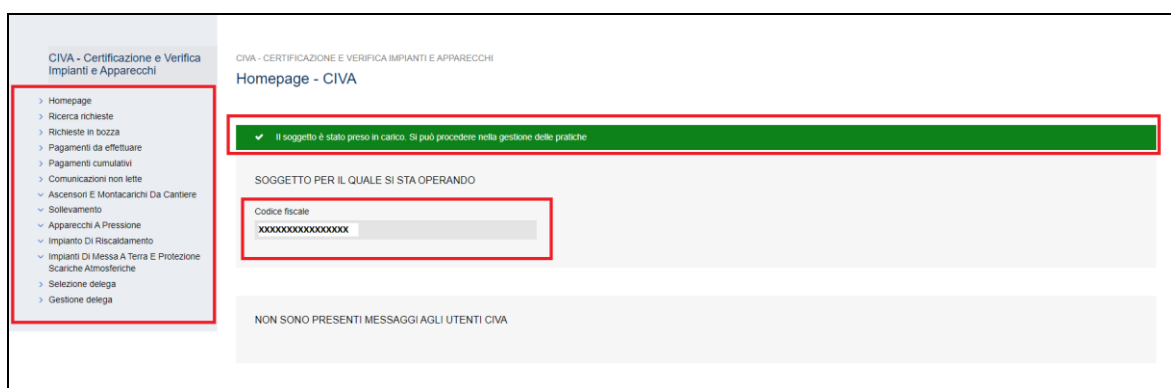 CIVA - Certificazione e Verifica
Impianti e Apparecchi
Homepage
Ricerca richieste
Richieste in bozza
Pagamenti da effettuare
Pagamenti cumulativi
Comunicazioni non lette
Ascensori E Montacarichi Da Cantiere
Sollevamento
Apparecchi A Pressione
Impianto Di Riscaldamento
Impianti Di Messa A Terra E Protezione
Scariche Atmosferiche
Selezione delega
Gestione delega
CIVA - CERTIFICAZIONE E VERIFICA IMPIANTI E APPARECCHI
Homepage - CIVA
Il soggetto è stato preso in carico. Si può procedere nella gestione delle pratiche
SOGGETTO PER IL QUALE SI STA OPERANDO
Codice fiscale
XXXXXXXXXXXXXXXX
NON SONO PRESENTI MESSAGGI AGLI UTENTI CIVA